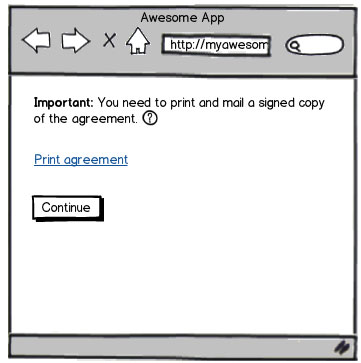 Awesome App
http://myawesom
Important: You need to print and mail a signed copy
of the agreement. ?
Print agreement
Continue